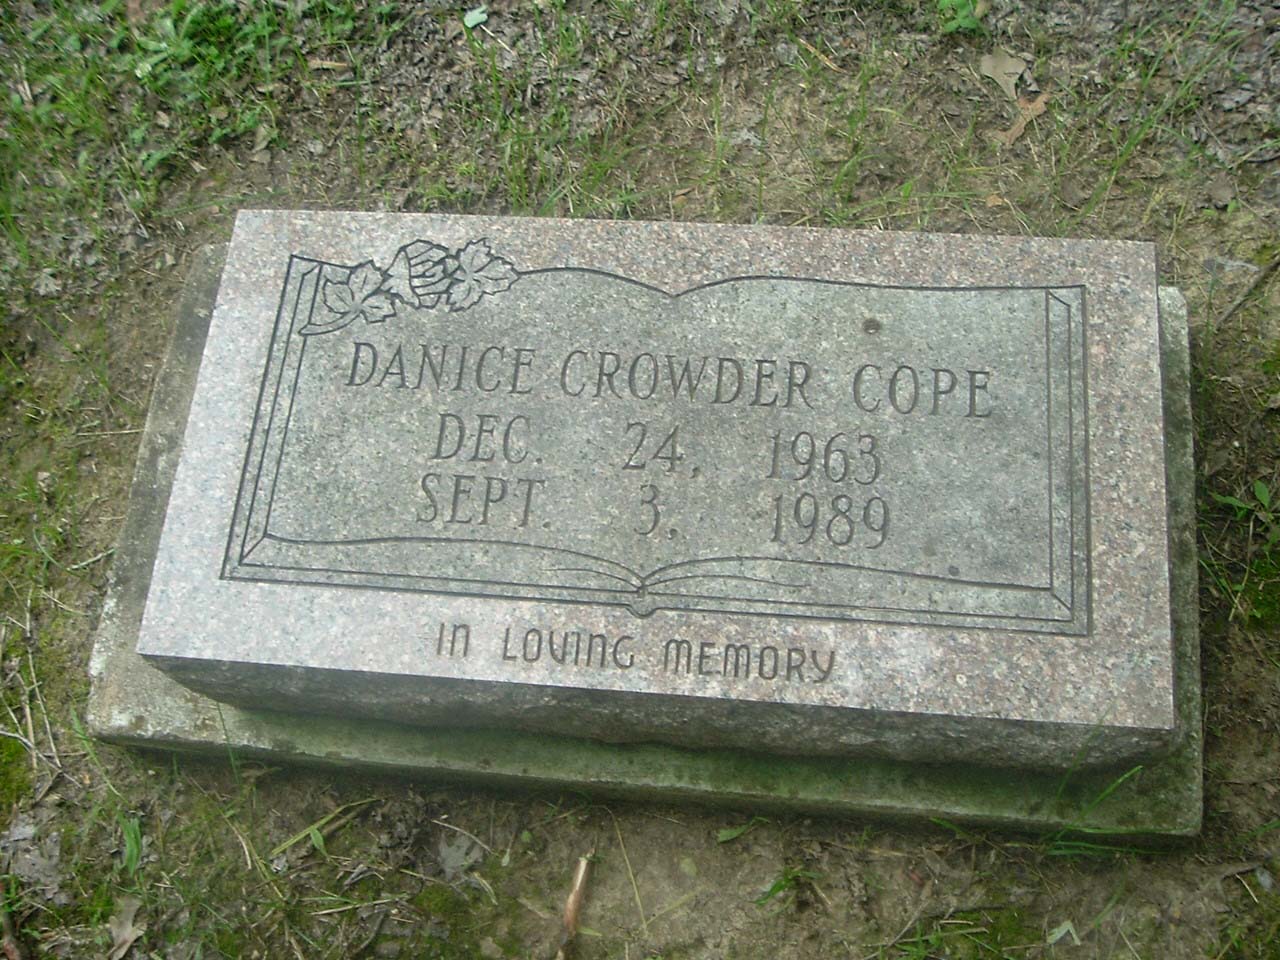 DANICE CROWDER COPE
DEC. 24, 1963
SEPT. 3, 1989
IN LOVING MEMORY